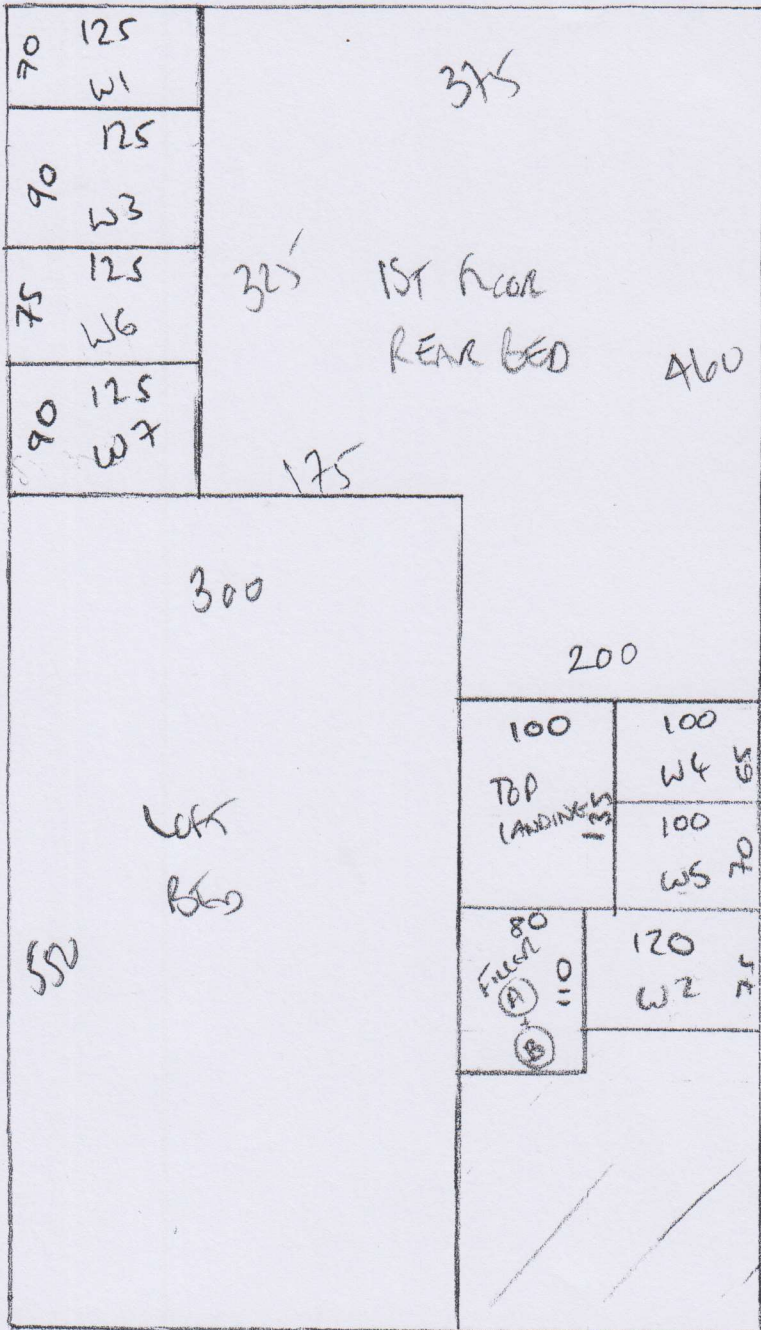 70 125
W1
125
90 W3
75 125
W6
90 125
W7
375
325 1ST FLOOR
REAR BED 460
175
300
LOFT
BED
550
200
100
TOP
LANDING 135
100
W4 65
100
W5 70
80
FILLER 110
A
+
B
120
W2 75